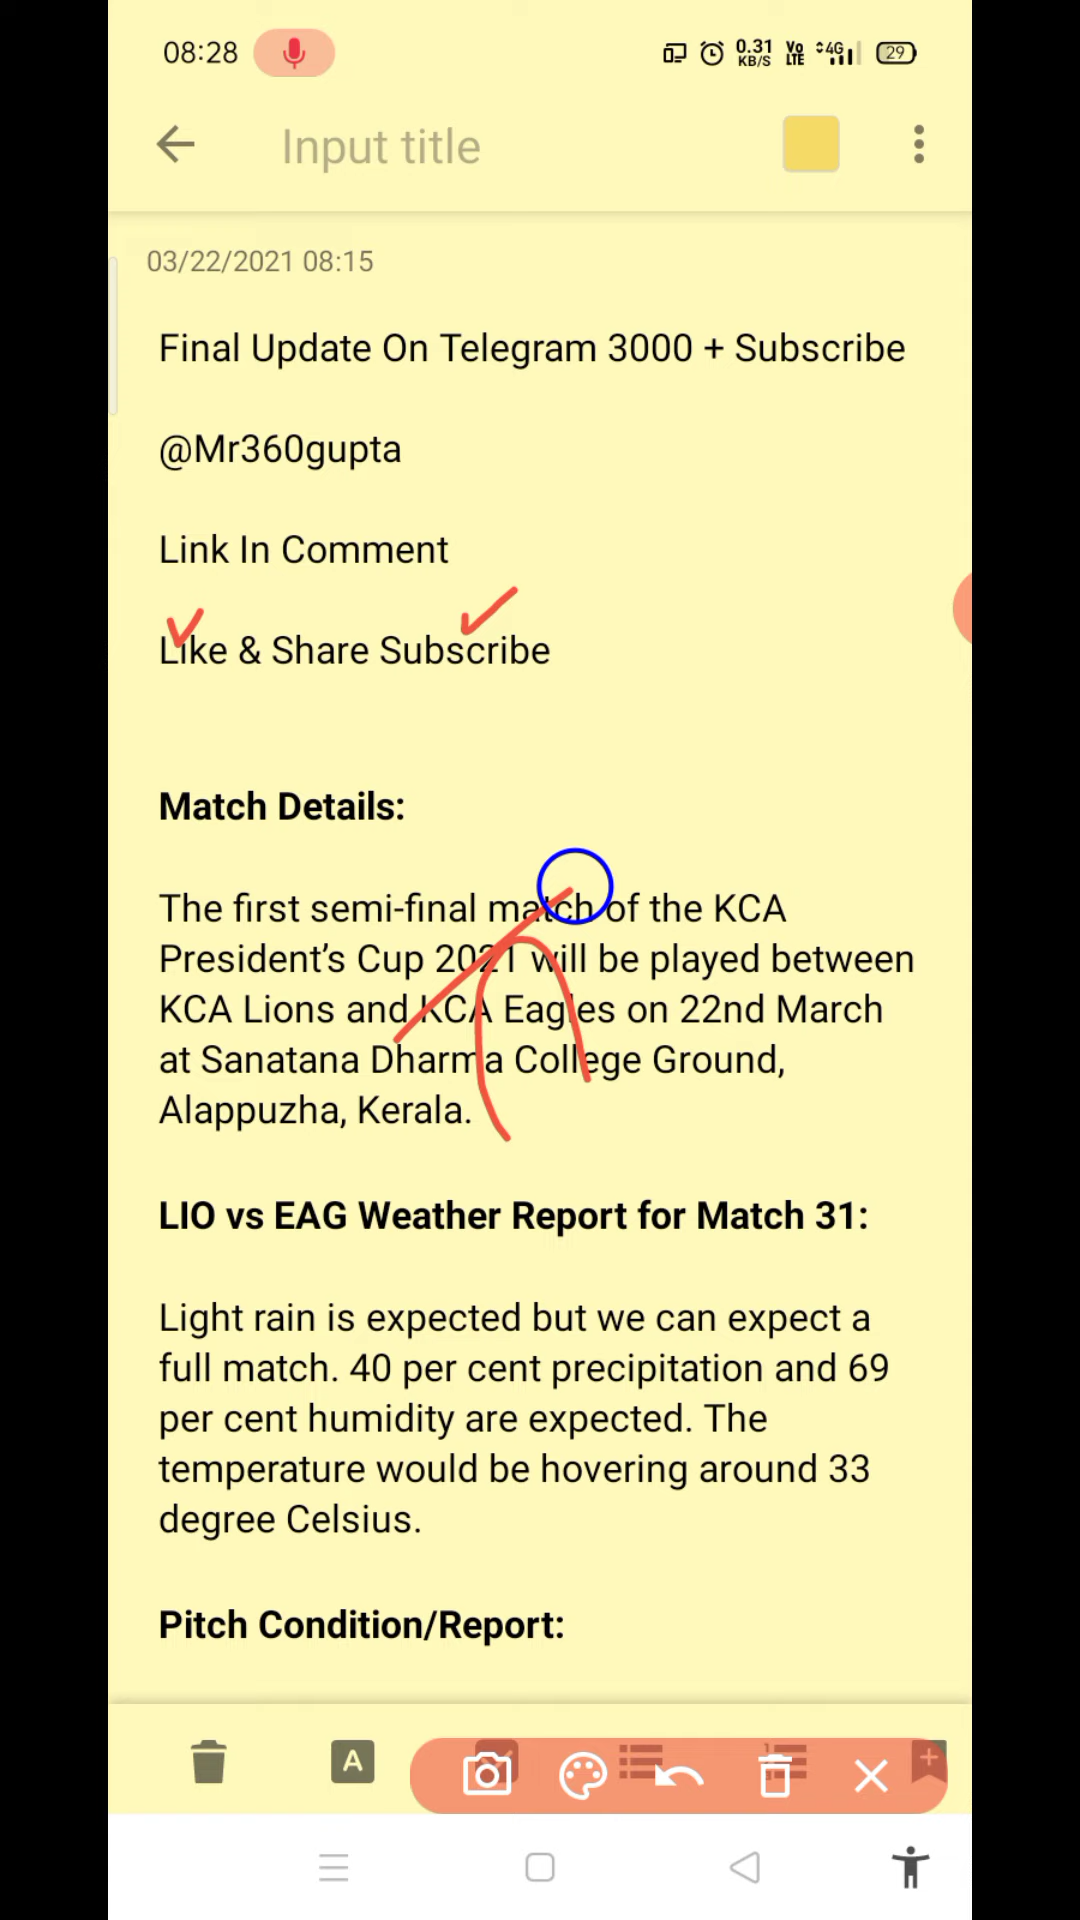 08:28
0.31 KB/S Vo LTE 4G 29
Input title
03/22/2021 08:15
Final Update On Telegram 3000 + Subscribe
@Mr360gupta
Link In Comment
Like & Share Subscribe
Match Details:
The first semi-final match of the KCA
President’s Cup 2021 will be played between
KCA Lions and KCA Eagles on 22nd March
at Sanatana Dharma College Ground,
Alappuzha, Kerala.
LIO vs EAG Weather Report for Match 31:
Light rain is expected but we can expect a
full match. 40 per cent precipitation and 69
per cent humidity are expected. The
temperature would be hovering around 33
degree Celsius.
Pitch Condition/Report:
A